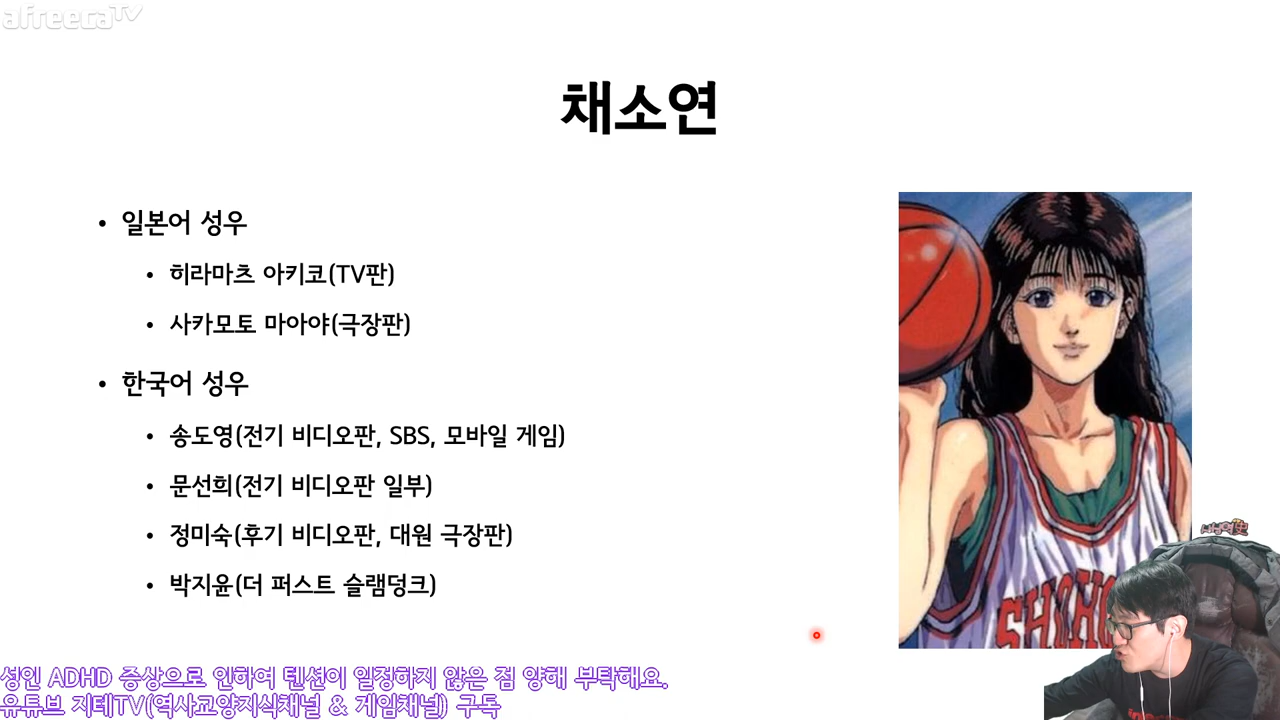 afreecaTV
채소연
• 일본어 성우
• 히라마츠 아키코(TV판)
• 사카모토 마아야(극장판)
• 한국어 성우
• 송도영(전기 비디오판, SBS, 모바일 게임)
• 문선희(전기 비디오판 일부)
• 정미숙(후기 비디오판, 대원 극장판)
• 박지윤(더 퍼스트 슬램덩크)
SHOHO
성인 ADHD 증상으로 인하여 텐션이 일정하지 않은 점 양해 부탁해요.
유튜브 지테TV(역사교양지식채널 & 게임채널) 구독